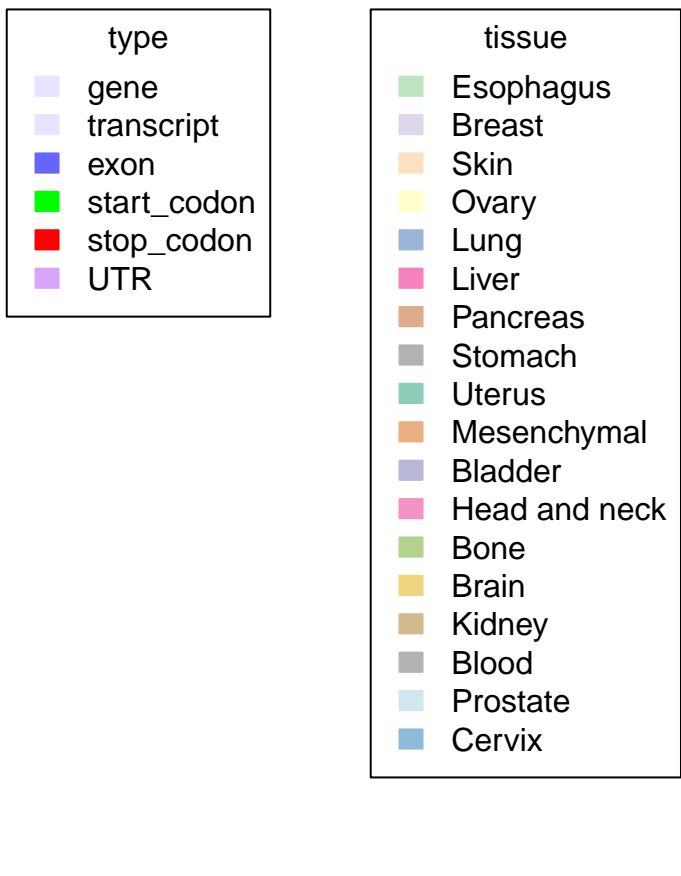 type
gene
transcript
exon
start_codon
stop_codon
UTR
tissue
Esophagus
Breast
Skin
Ovary
Lung
Liver
Pancreas
Stomach
Uterus
Mesenchymal
Bladder
Head and neck
Bone
Brain
Kidney
Blood
Prostate
Cervix